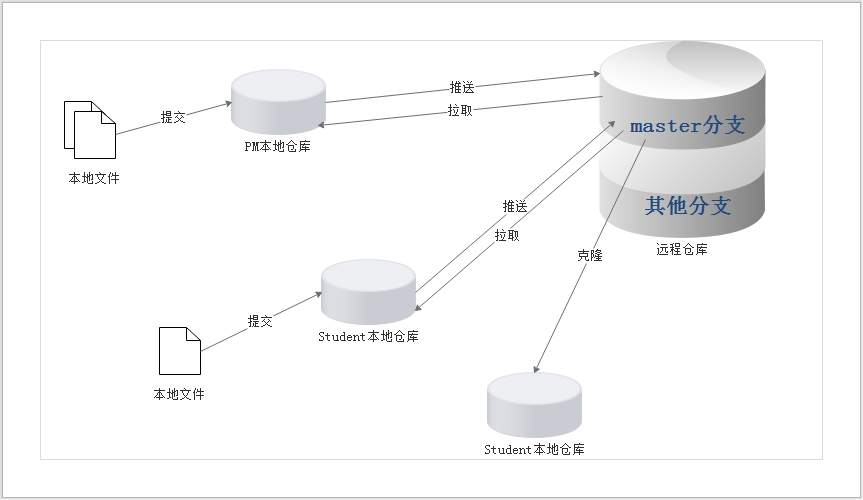 推送
提交
拉取
master分支
PM本地仓库
本地文件
推送
其他分支
拉取
远程仓库
克隆
提交
Student本地仓库
本地文件
Student本地仓库